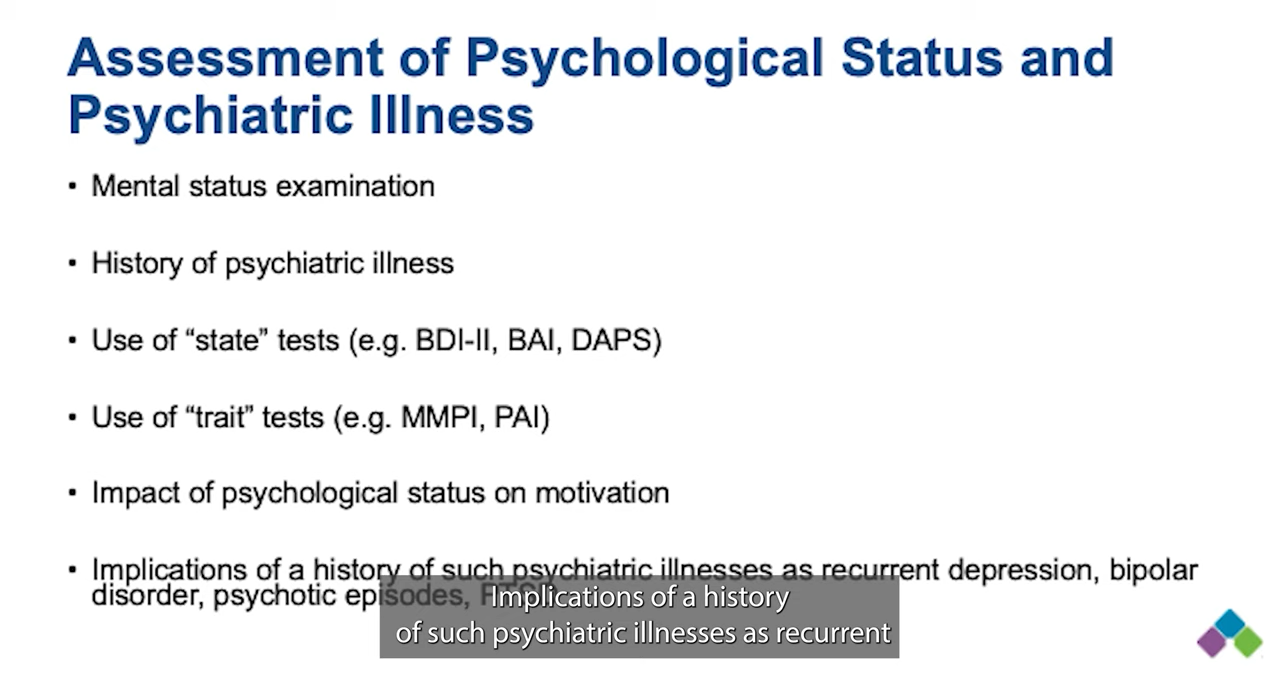 Assessment of Psychological Status and
Psychiatric Illness
• Mental status examination
• History of psychiatric illness
• Use of “state” tests (e.g. BDI-II, BAI, DAPS)
• Use of “trait” tests (e.g. MMPI, PAI)
• Impact of psychological status on motivation
• Implications of a history of such psychiatric illnesses as recurrent depression, bipolar
disorder, psychotic episodes,
Implications of a history
of such psychiatric illnesses as recurrent